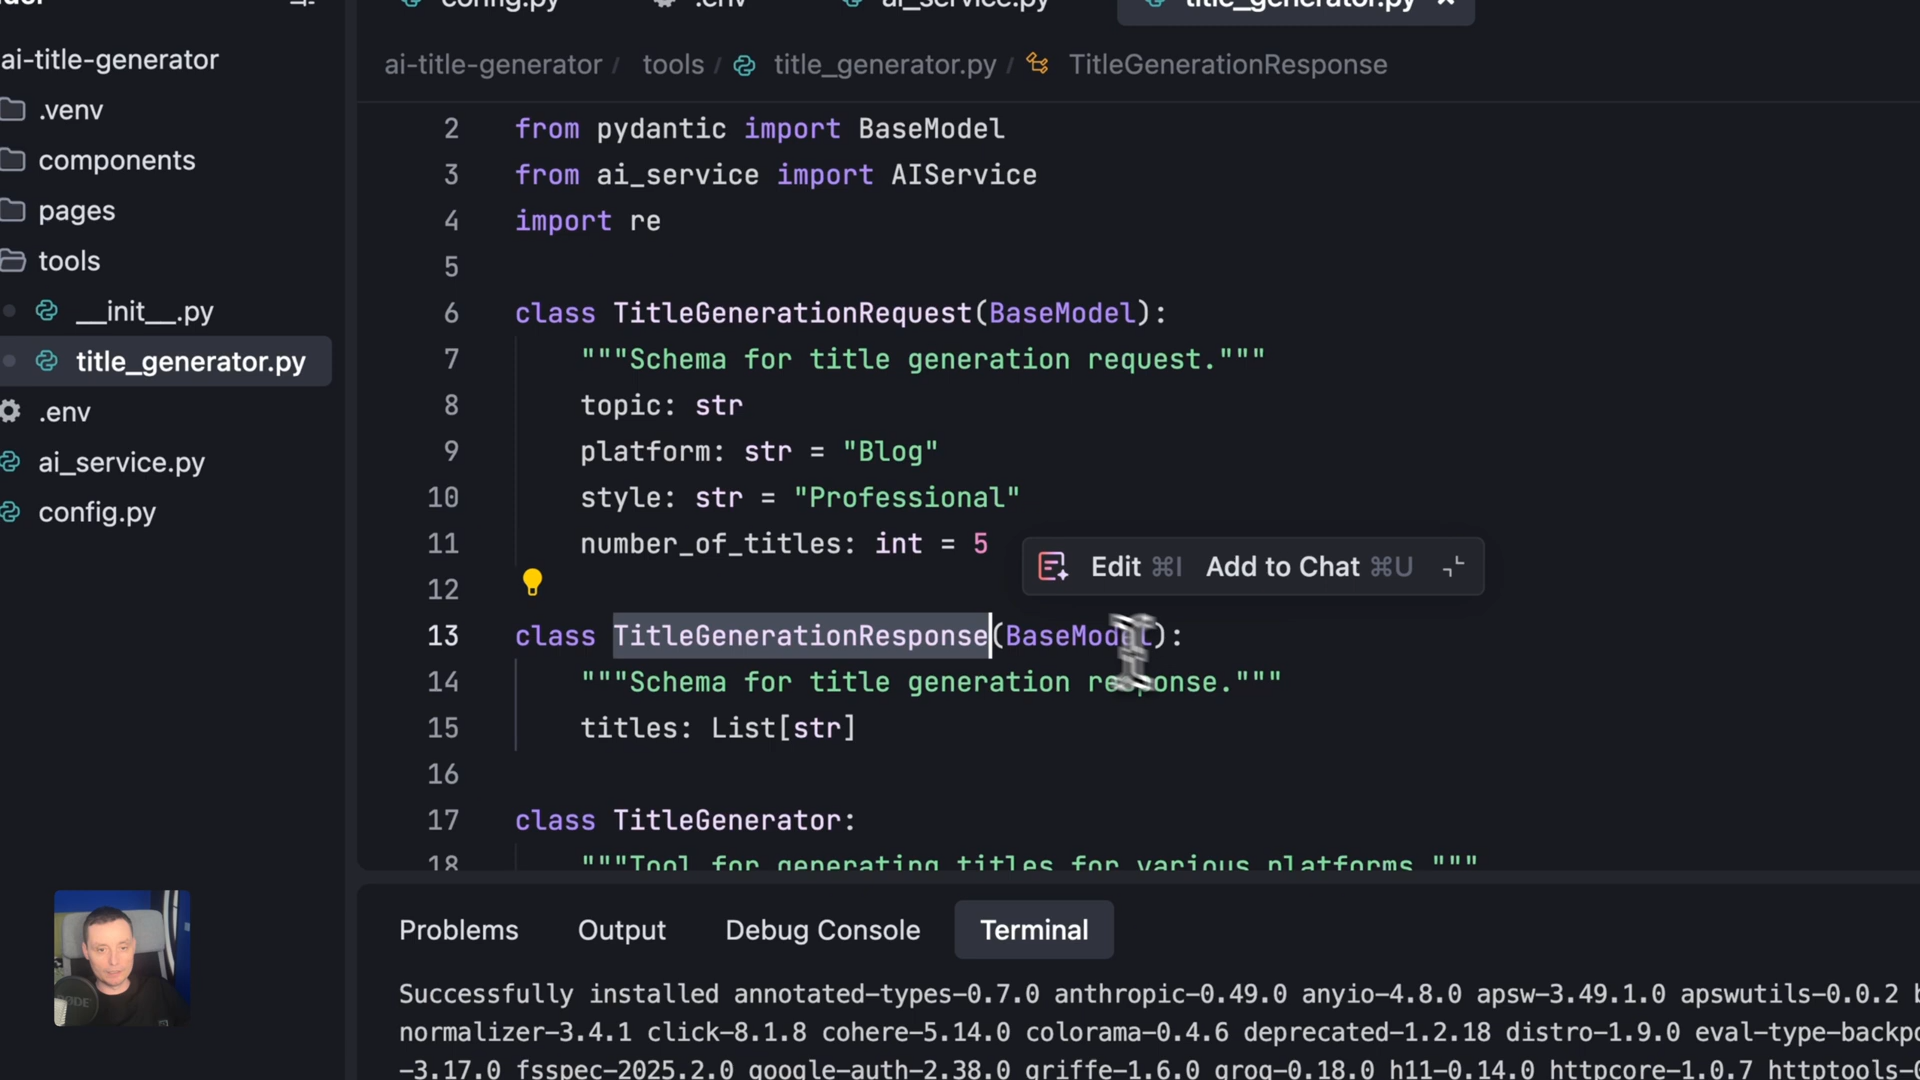 config.py .env ai_service.py title_generator.py
ai-title-generator / tools / title_generator.py / TitleGenerationResponse
ai-title-generator
.venv
components
pages
tools
__init__.py
title_generator.py
.env
ai_service.py
config.py
2 from pydantic import BaseModel
3 from ai_service import AIService
4 import re
5
6 class TitleGenerationRequest(BaseModel):
7 """Schema for title generation request."""
8 topic: str
9 platform: str = "Blog"
10 style: str = "Professional"
11 number_of_titles: int = 5
Edit ⌘I Add to Chat ⌘U
12
13 class TitleGenerationResponse(BaseModel):
14 """Schema for title generation response."""
15 titles: List[str]
16
17 class TitleGenerator:
18 """Tool for generating titles for various platforms."""
Problems Output Debug Console Terminal
Successfully installed annotated-types-0.7.0 anthropic-0.49.0 anyio-4.8.0 apsw-3.49.1.0 apswutils-0.0.2
normalizer-3.4.1 click-8.1.8 cohere-5.14.0 colorama-0.4.6 deprecated-1.2.18 distro-1.9.0 eval-type-backpo
-3.17.0 fsspec-2025.2.0 google-auth-2.38.0 griffe-1.6.0 groq-0.18.0 h11-0.14.0 httpcore-1.0.7 httptools-
RØDE